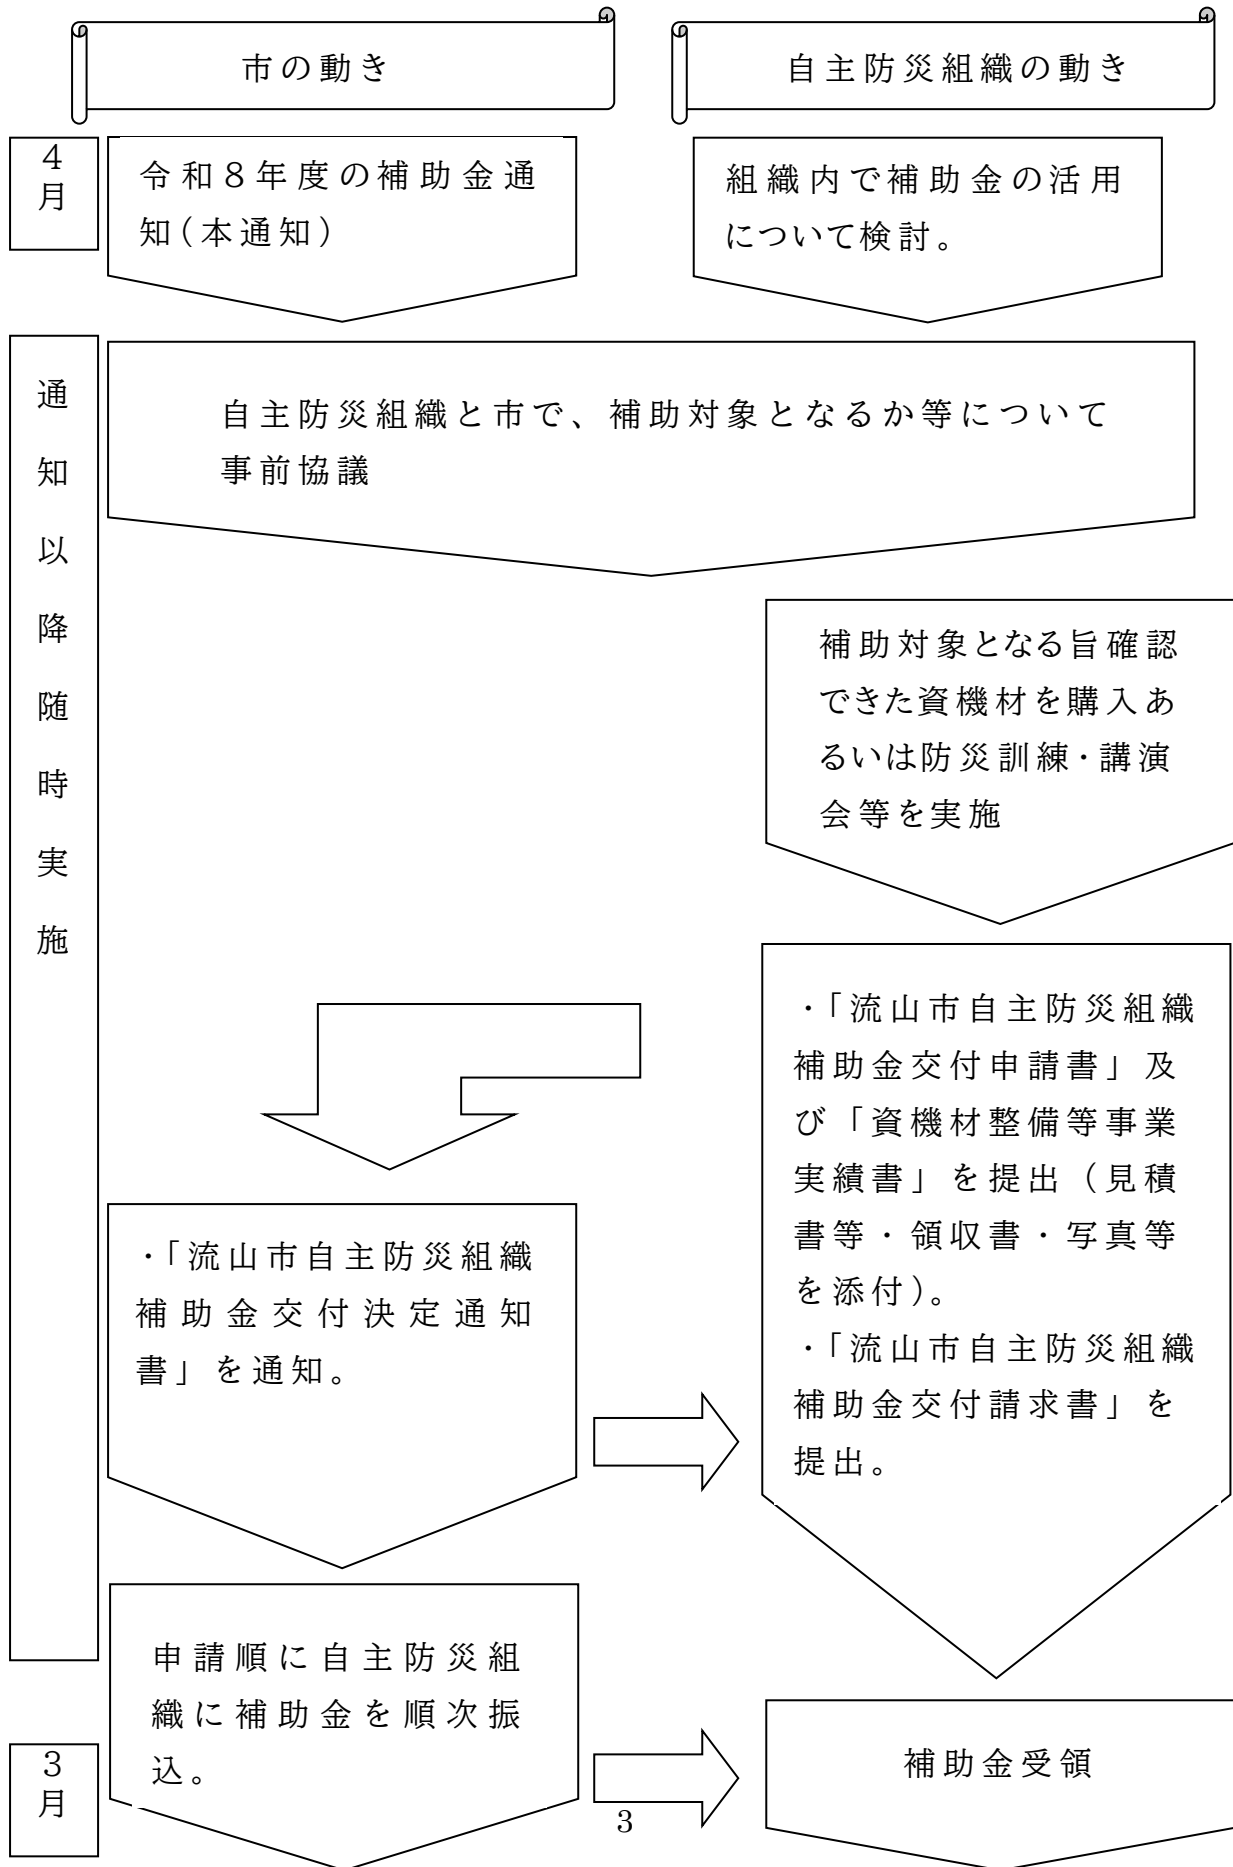 市の動き
自主防災組織の動き
4
月
令和8年度の補助金通
知(本通知)
組織内で補助金の活用
について検討。
通
知
以
降
随
時
実
施
自主防災組織と市で、補助対象となるか等について
事前協議
補助対象となる旨確認
できた資機材を購入あ
るいは防災訓練・講演
会等を実施
・「流山市自主防災組織
補助金交付申請書」及
び「資機材整備等事業
実績書」を提出（見積
書等・領収書・写真等
を添付)。
・「流山市自主防災組織
補助金交付請求書」を
提出。
・「流山市自主防災組織
補助金交付決定通知
書」を通知。
申請順に自主防災組
織に補助金を順次振
込。
3
月
補助金受領
3